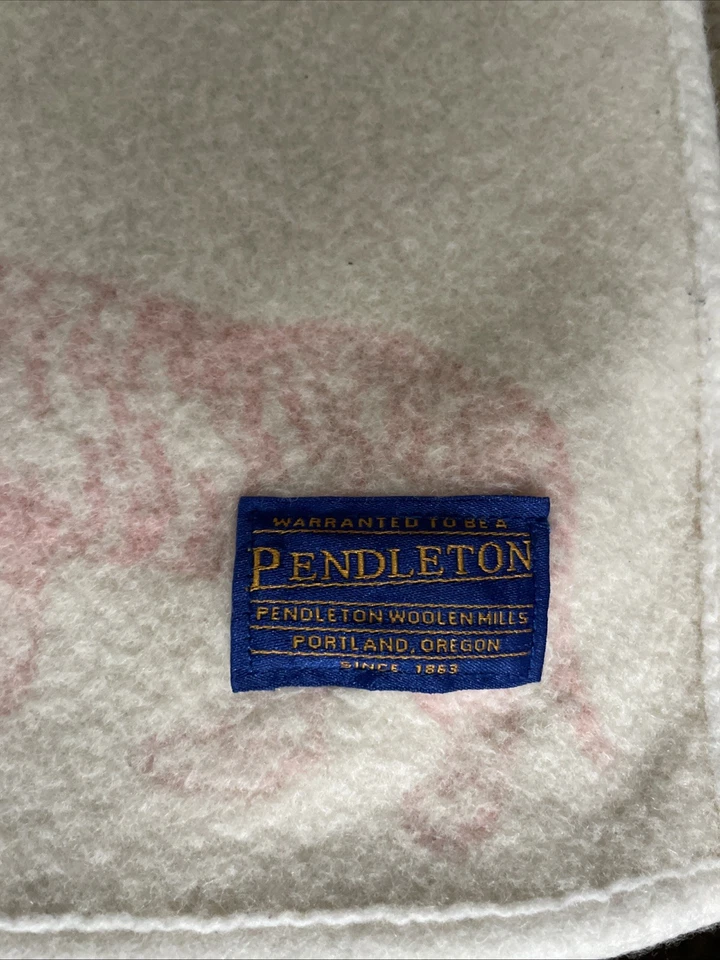 WARRANTED TO BE A
PENDLETON
PENDLETON WOOLEN MILLS
PORTLAND, OREGON
SINCE 1863